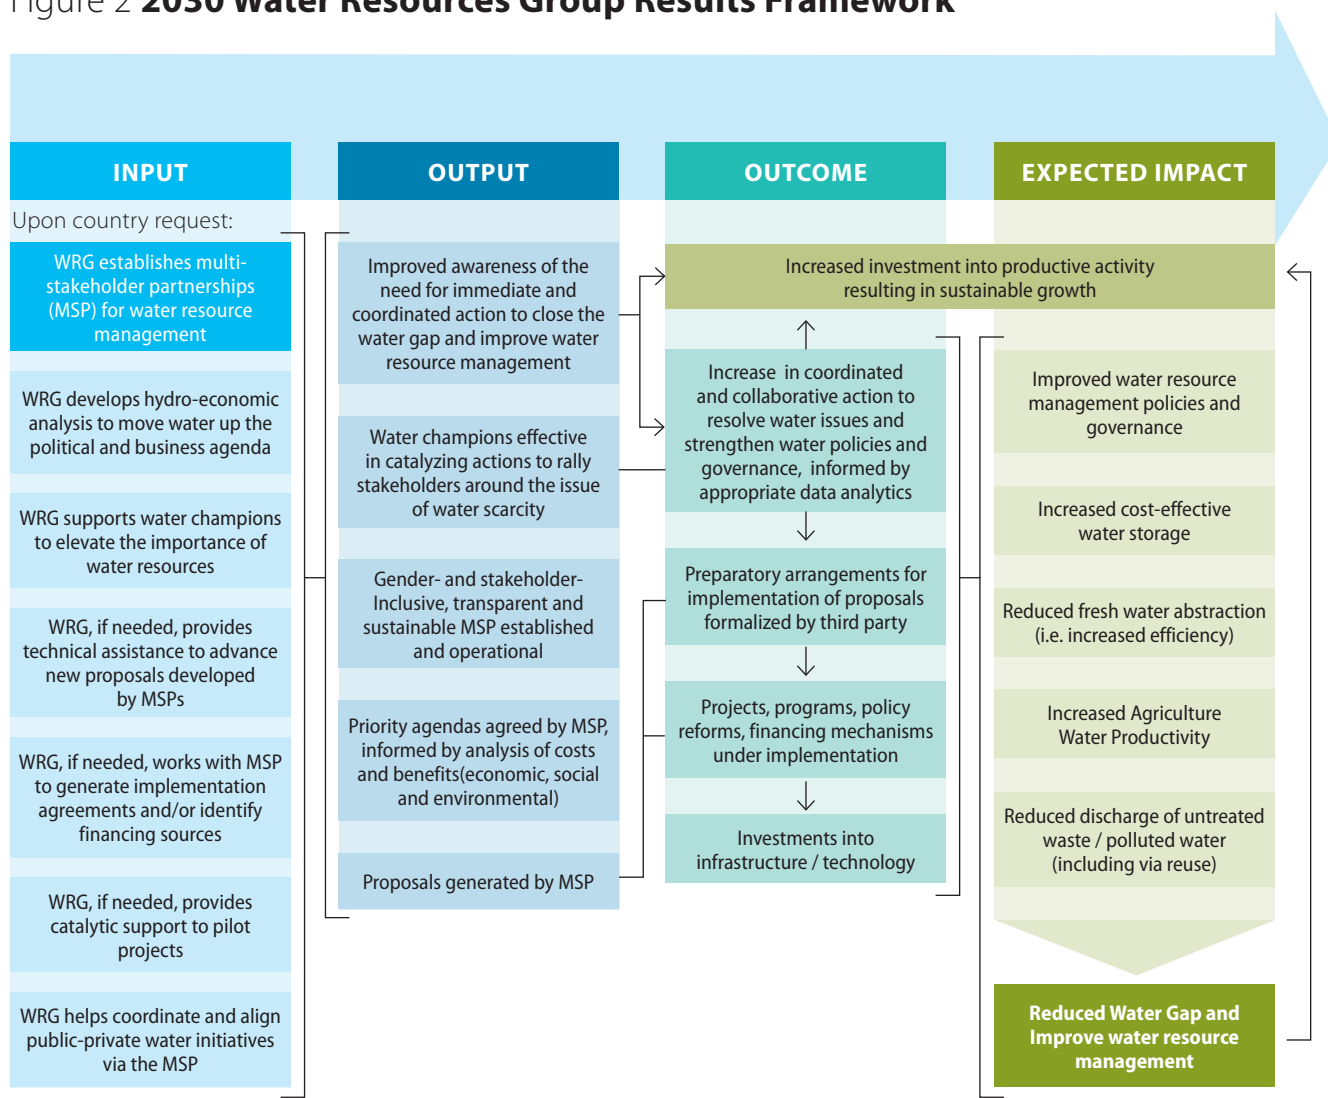 Figure 2 2030 Water Resources Group Results Framework
INPUT
Upon country request:
WRG establishes multi-
stakeholder partnerships
(MSP) for water resource
management
WRG develops hydro-economic
analysis to move water up the
political and business agenda
WRG supports water champions
to elevate the importance of
water resources
WRG, if needed, provides
technical assistance to advance
new proposals developed
by MSPs
WRG, if needed, works with MSP
to generate implementation
agreements and/or identify
financing sources
WRG, if needed, provides
catalytic support to pilot
projects
WRG helps coordinate and align
public-private water initiatives
via the MSP
OUTPUT
Improved awareness of the
need for immediate and
coordinated action to close the
water gap and improve water
resource management
Water champions effective
in catalyzing actions to rally
stakeholders around the issue
of water scarcity
Gender- and stakeholder-
Inclusive, transparent and
sustainable MSP established
and operational
Priority agendas agreed by MSP,
informed by analysis of costs
and benefits(economic, social
and environmental)
Proposals generated by MSP
OUTCOME
Increased investment into productive activity
resulting in sustainable growth
Increase in coordinated
and collaborative action to
resolve water issues and
strengthen water policies and
governance, informed by
appropriate data analytics
Preparatory arrangements for
implementation of proposals
formalized by third party
Projects, programs, policy
reforms, financing mechanisms
under implementation
Investments into
infrastructure / technology
EXPECTED IMPACT
Improved water resource
management policies and
governance
Increased cost-effective
water storage
Reduced fresh water abstraction
(i.e. increased efficiency)
Increased Agriculture
Water Productivity
Reduced discharge of untreated
waste / polluted water
(including via reuse)
Reduced Water Gap and
Improve water resource
management